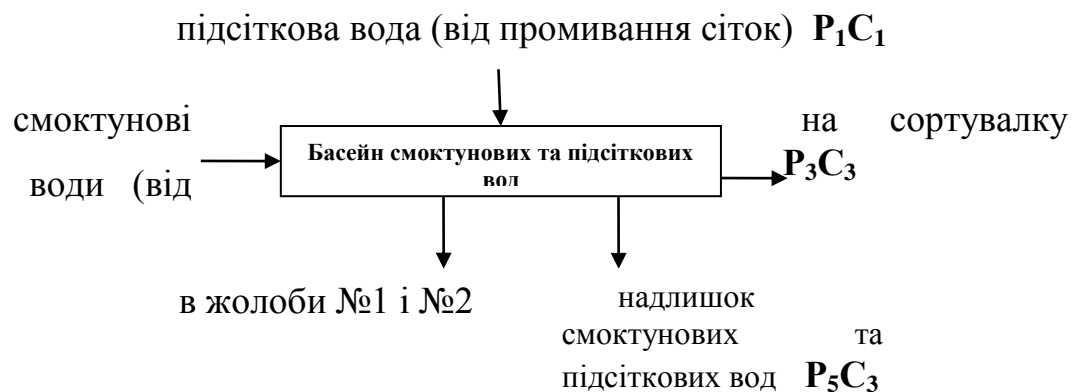 підсіткова вода (від промивання сіток) P₁C₁
смоктунові
води (від
Басейн смоктунових та підсіткових
вод
на сортувалку
P₃C₃
в жолоби №1 і №2
надлишок
смоктунових та
підсіткових вод P₅C₃